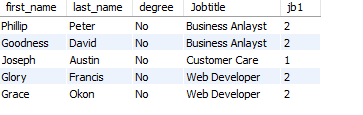 first_name last_name degree Jobtitle jb1
Phillip Peter No Business Anlayst 2
Goodness David No Business Anlayst 2
Joseph Austin No Customer Care 1
Glory Francis No Web Developer 2
Grace Okon No Web Developer 2